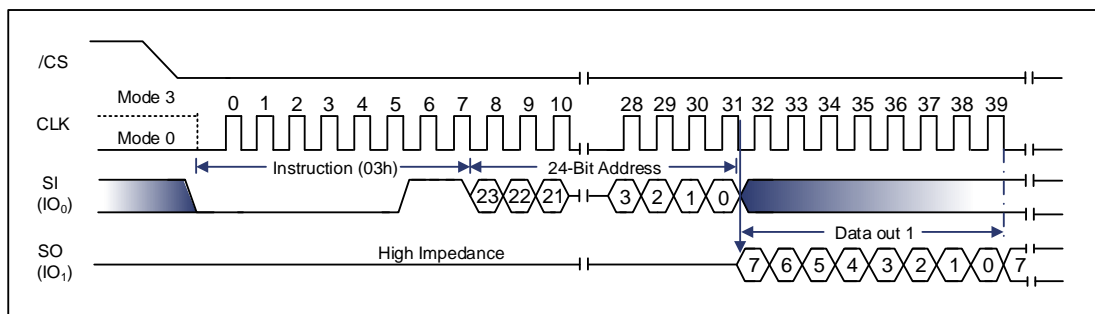 /CS
Mode 3
0 1 2 3 4 5 6 7 8 9 10 28 29 30 31 32 33 34 35 36 37 38 39
CLK
Mode 0
Instruction (03h) 24-Bit Address
SI
(IO0)
23 22 21 3 2 1 0
Data out 1
SO
(IO1)
High Impedance
7 6 5 4 3 2 1 0 7